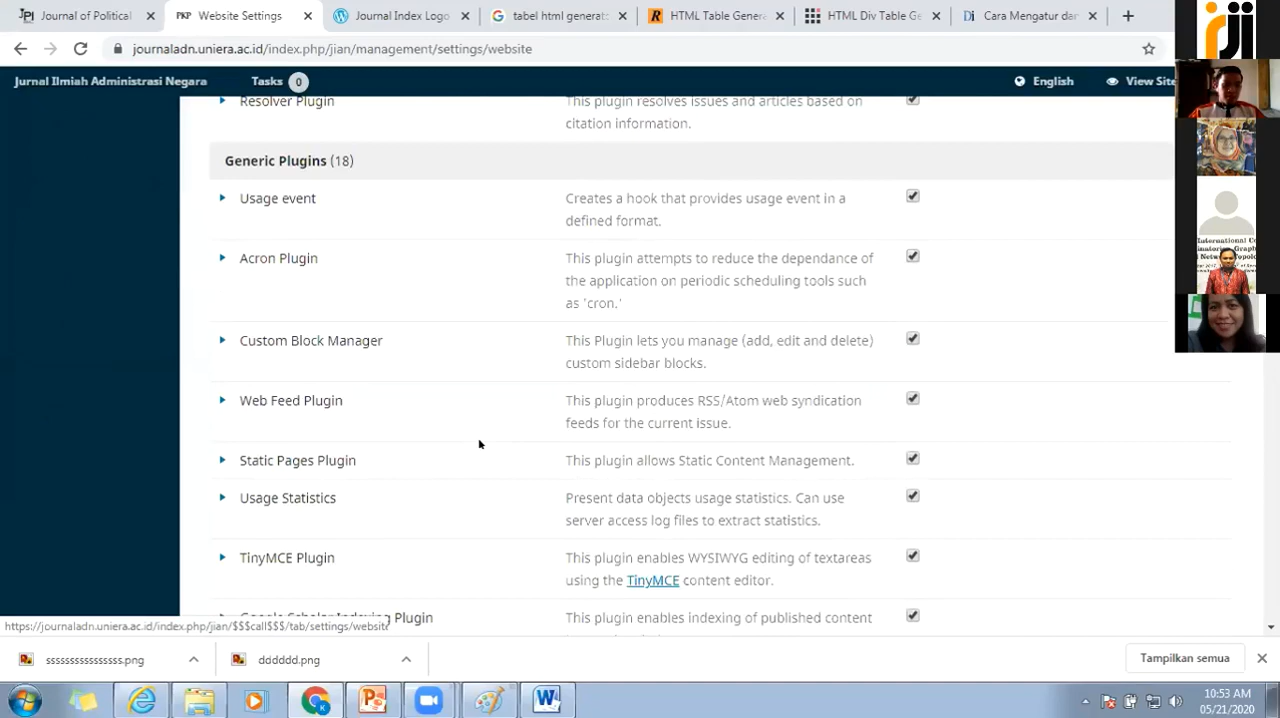 Journal of Political
Website Settings
Journal Index Logo
tabel html generat
HTML Table Gene
HTML Div Table Ge
Cara Mengatur dar
journaladn.uniera.ac.id/index.php/jian/management/settings/website
Jurnal Ilmiah Administrasi Negara
Tasks 0
English
View Site
Resolver Plugin
This plugin resolves issues and articles based on
citation information.
Generic Plugins (18)
Usage event
Creates a hook that provides usage event in a
defined format.
Acron Plugin
This plugin attempts to reduce the dependance of
the application on periodic scheduling tools such
as 'cron.'
Custom Block Manager
This Plugin lets you manage (add, edit and delete)
custom sidebar blocks.
Web Feed Plugin
This plugin produces RSS/Atom web syndication
feeds for the current issue.
Static Pages Plugin
This plugin allows Static Content Management.
Usage Statistics
Present data objects usage statistics. Can use
server access log files to extract statistics.
TinyMCE Plugin
This plugin enables WYSIWYG editing of textareas
using the TinyMCE content editor.
Google Scholar Indexing Plugin
This plugin enables indexing of published content
https://journaladn.uniera.ac.id/index.php/jian/$$$call$$$/tab/settings/website
sssssssssssssss.png
dddddd.png
Tampilkan semua
10:53 AM
05/21/2020